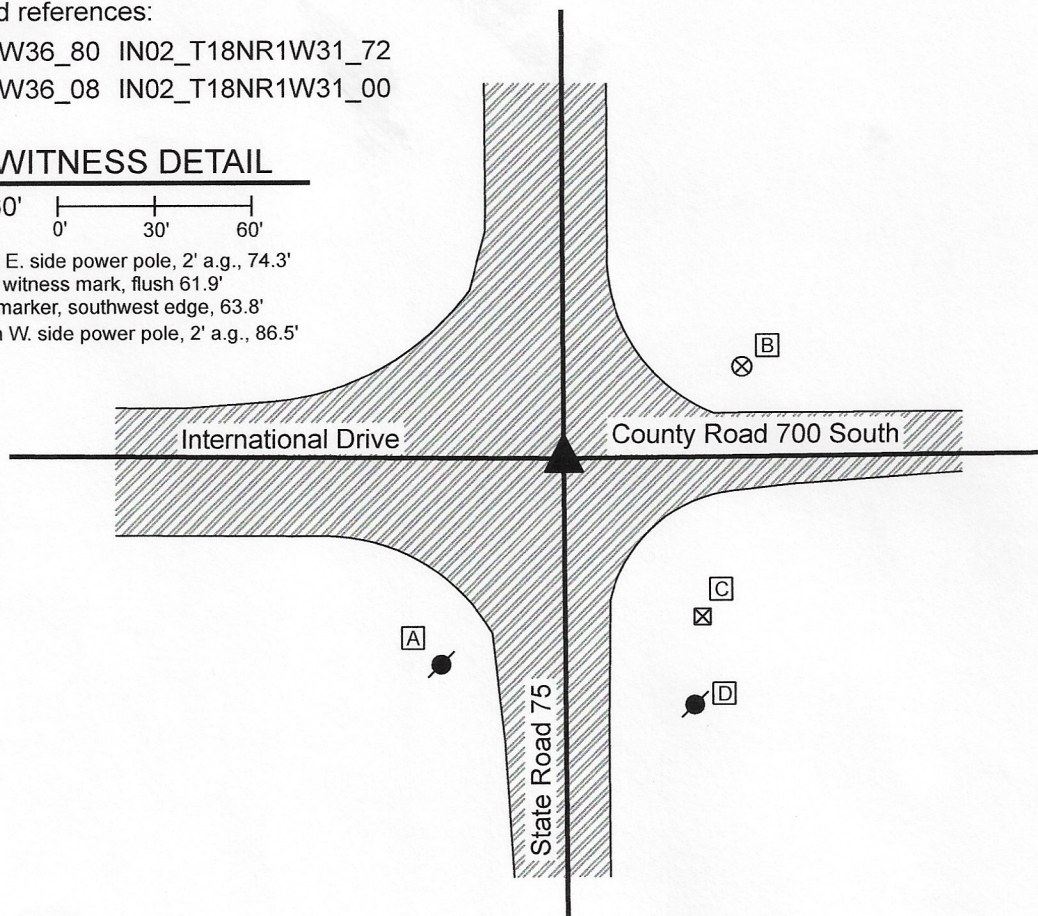 d references:
W36_80 IN02_T18NR1W31_72
W36_08 IN02_T18NR1W31_00
WITNESS DETAIL
60'
0' 30' 60'
E. side power pole, 2' a.g., 74.3'
witness mark, flush 61.9'
marker, southwest edge, 63.8'
W. side power pole, 2' a.g., 86.5'
B
International Drive
County Road 700 South
C
A
D
State Road 75